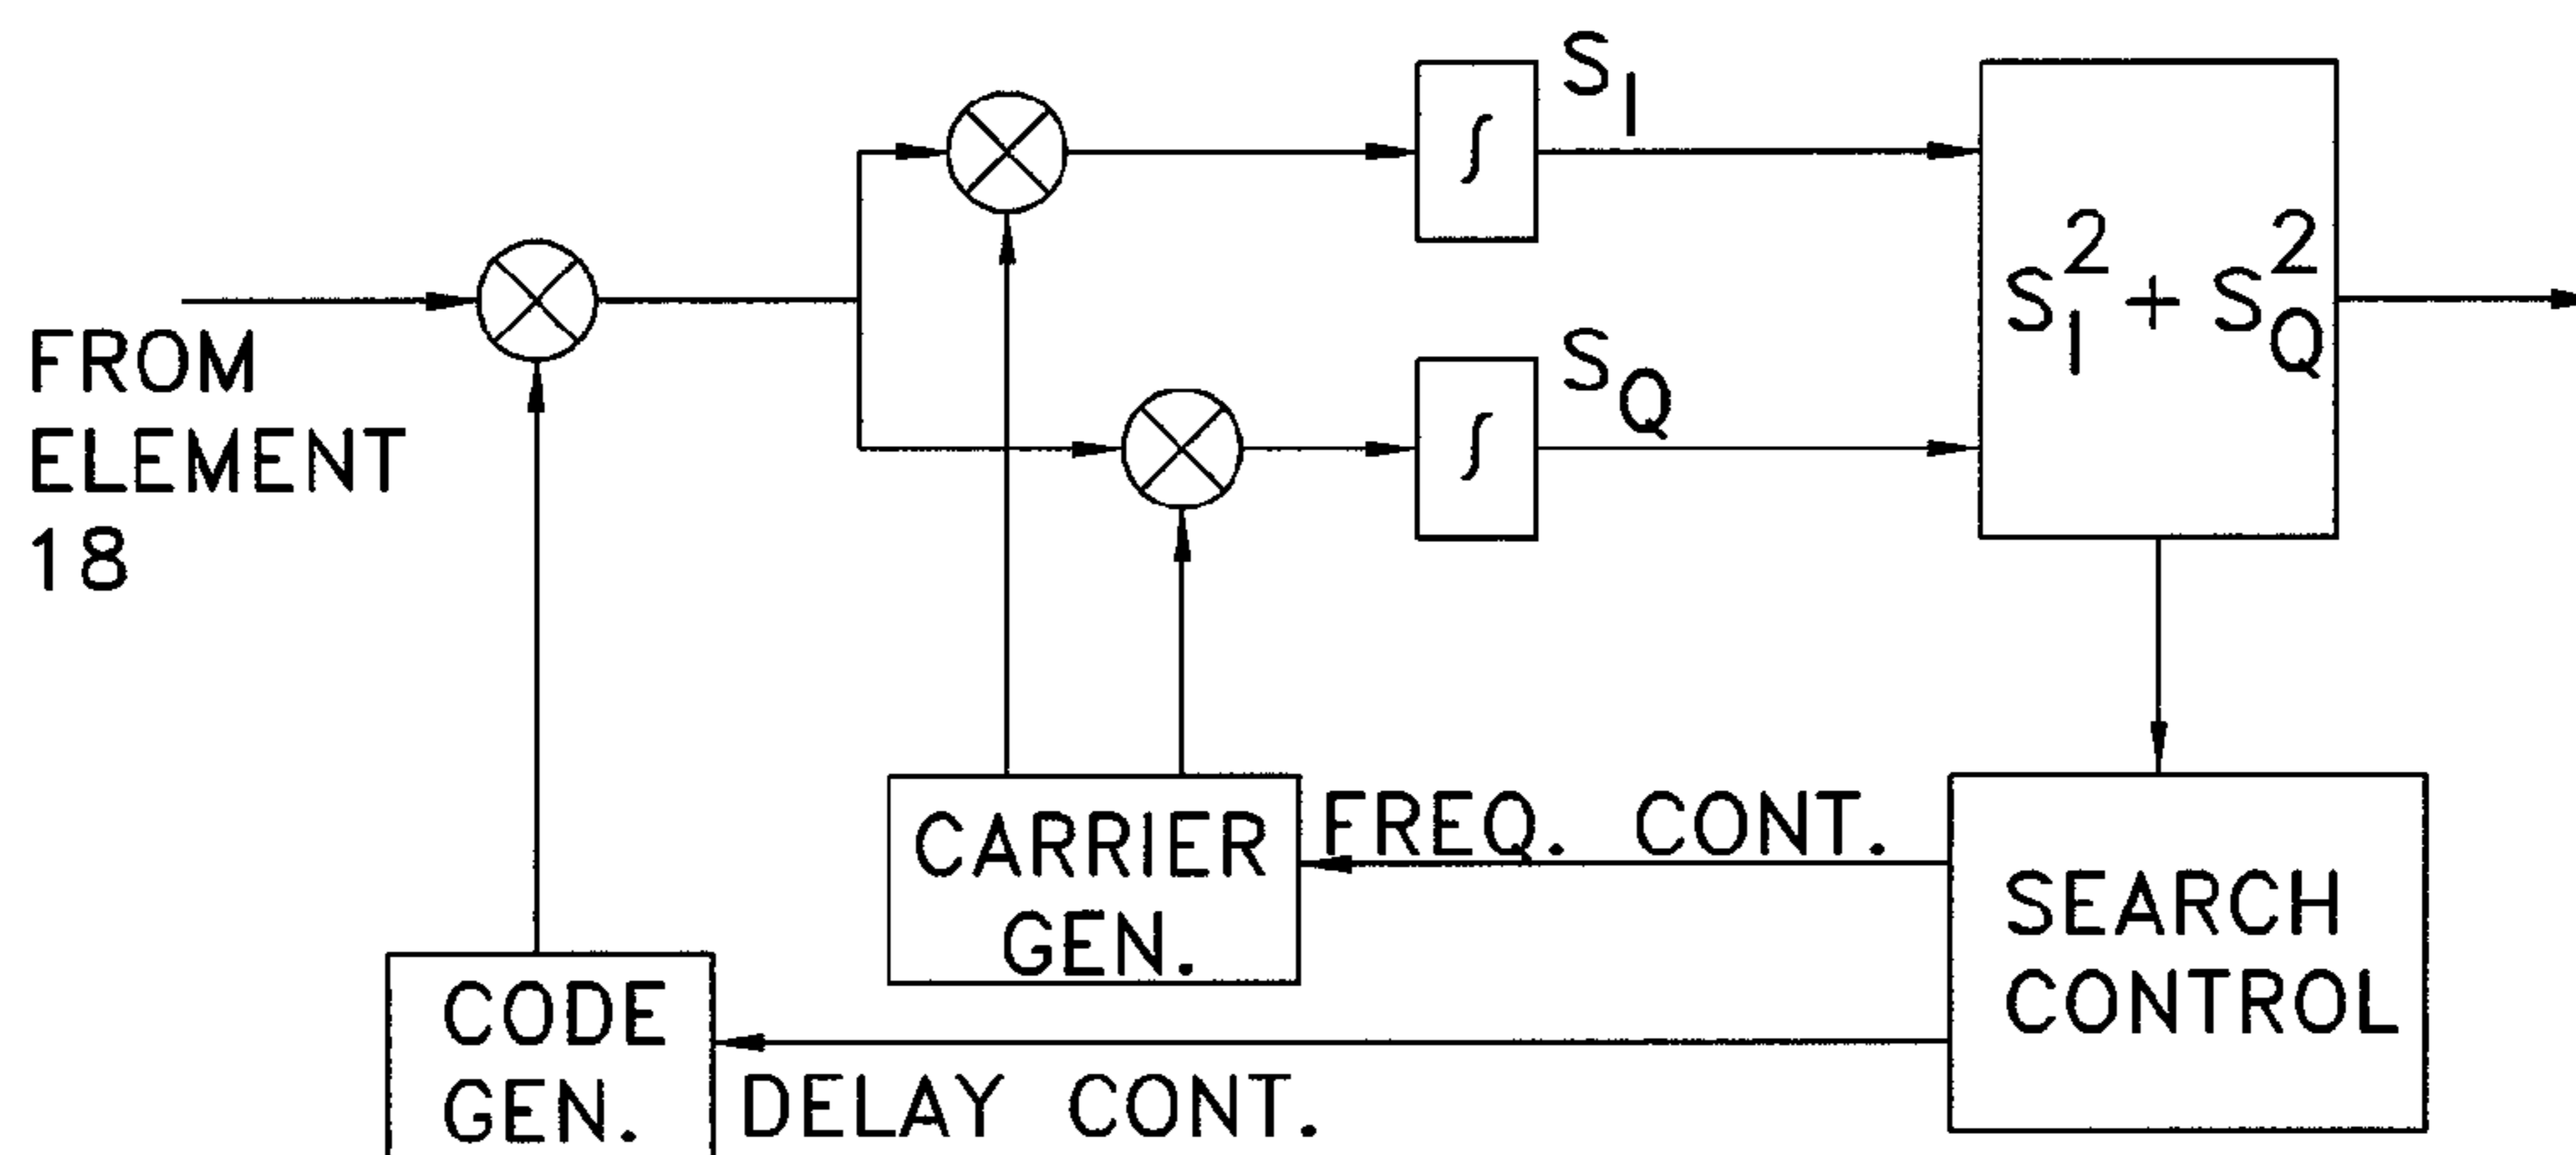 S_I
S_I^2 + S_Q^2
FROM
ELEMENT
18
S_Q
∫
∫
CARRIER
GEN.
FREQ. CONT.
SEARCH
CONTROL
CODE
GEN.
DELAY CONT.